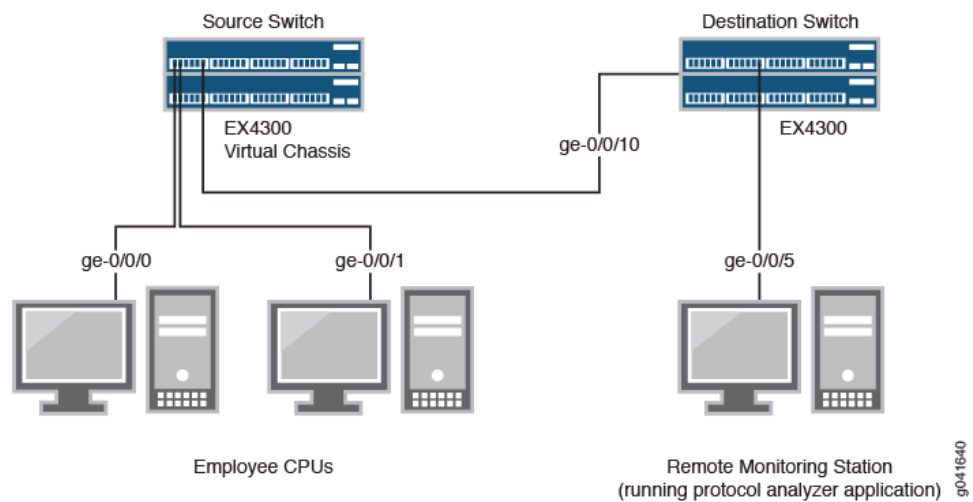 Source Switch
Destination Switch
EX4300
Virtual Chassis
EX4300
ge-0/0/10
ge-0/0/0
ge-0/0/1
ge-0/0/5
Employee CPUs
Remote Monitoring Station
(running protocol analyzer application)
g041640